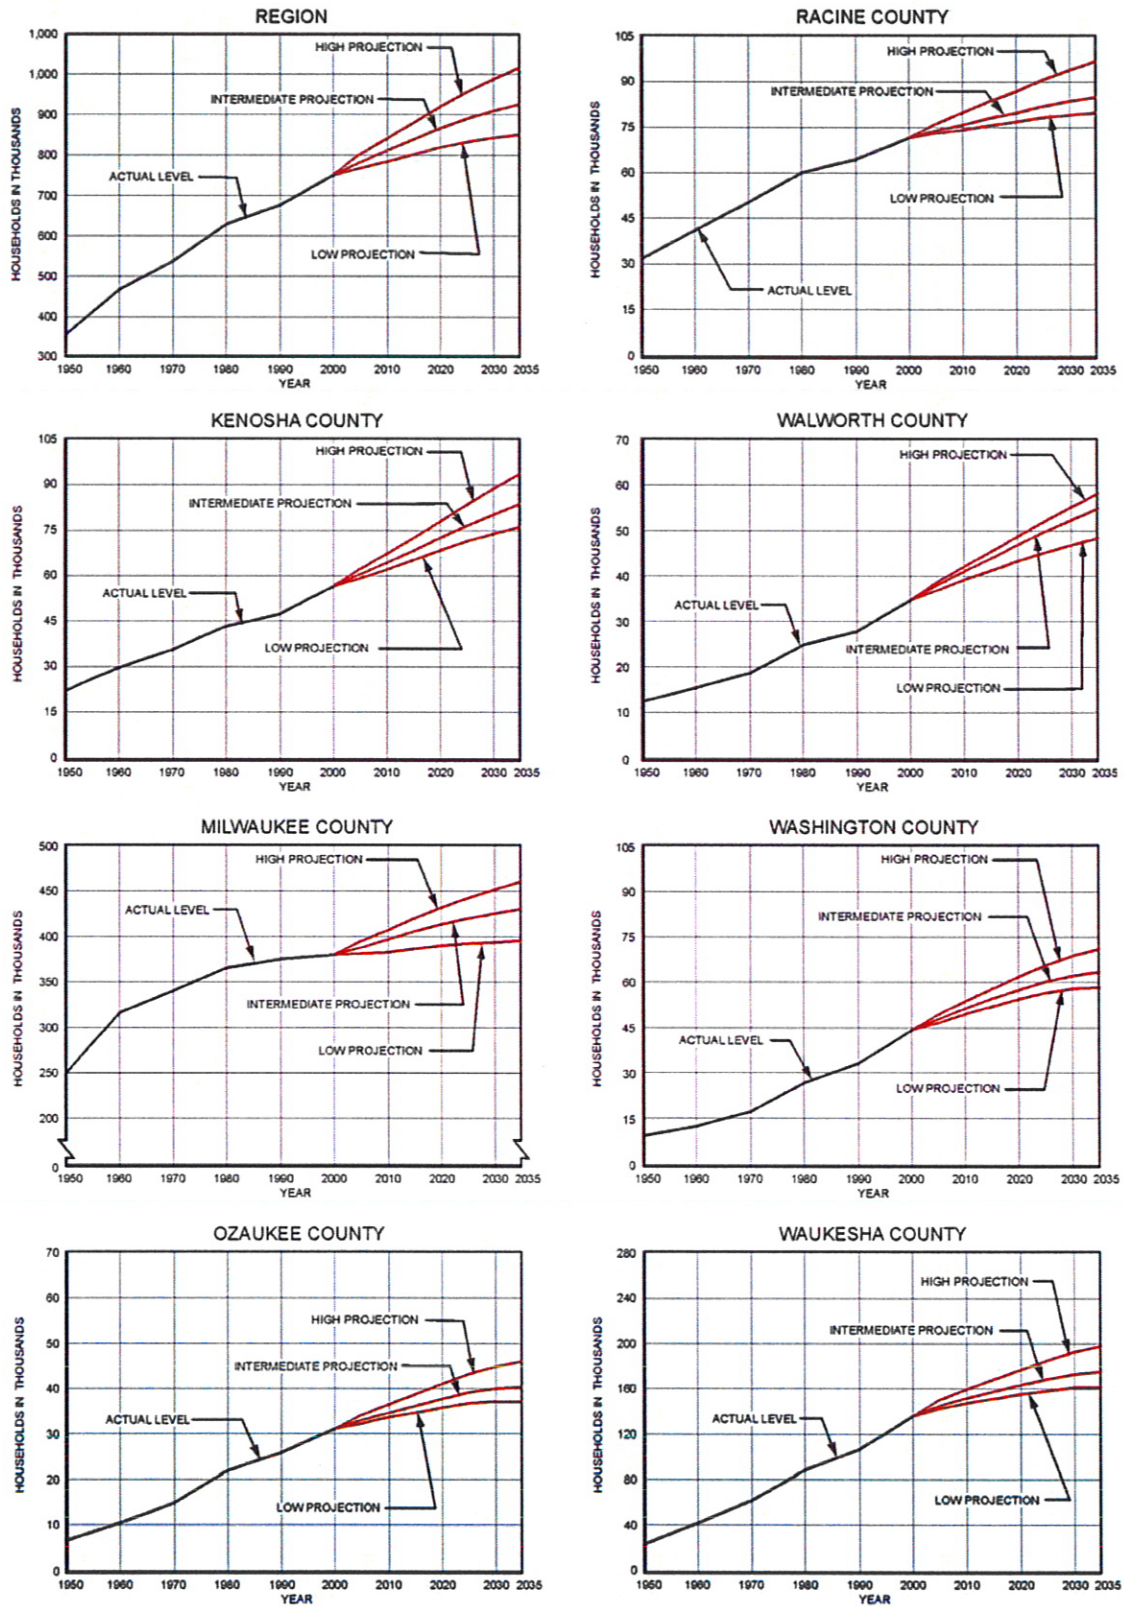 REGION
HOUSEHOLDS IN THOUSANDS
1,000
1,000
900
800
700
600
500
400
300
HIGH PROJECTION
INTERMEDIATE PROJECTION
ACTUAL LEVEL
LOW PROJECTION
1950 1960 1970 1980 1990 2000 2010 2020 2030 2035
YEAR
RACINE COUNTY
HOUSEHOLDS IN THOUSANDS
105
90
75
60
45
30
15
0
HIGH PROJECTION
INTERMEDIATE PROJECTION
LOW PROJECTION
ACTUAL LEVEL
1950 1960 1970 1980 1990 2000 2010 2020 2030 2035
YEAR
KENOSHA COUNTY
HOUSEHOLDS IN THOUSANDS
105
90
75
60
45
30
15
0
HIGH PROJECTION
INTERMEDIATE PROJECTION
ACTUAL LEVEL
LOW PROJECTION
1950 1960 1970 1980 1990 2000 2010 2020 2030 2035
YEAR
WALWORTH COUNTY
HOUSEHOLDS IN THOUSANDS
70
60
50
40
30
20
10
0
HIGH PROJECTION
ACTUAL LEVEL
INTERMEDIATE PROJECTION
LOW PROJECTION
1950 1960 1970 1980 1990 2000 2010 2020 2030 2035
YEAR
MILWAUKEE COUNTY
HOUSEHOLDS IN THOUSANDS
500
450
400
350
300
250
200
0
HIGH PROJECTION
ACTUAL LEVEL
INTERMEDIATE PROJECTION
LOW PROJECTION
1950 1960 1970 1980 1990 2000 2010 2020 2030 2035
YEAR
WASHINGTON COUNTY
HOUSEHOLDS IN THOUSANDS
105
90
75
60
45
30
15
0
HIGH PROJECTION
INTERMEDIATE PROJECTION
ACTUAL LEVEL
LOW PROJECTION
1950 1960 1970 1980 1990 2000 2010 2020 2030 2035
YEAR
OZAUKEE COUNTY
HOUSEHOLDS IN THOUSANDS
70
60
50
40
30
20
10
0
HIGH PROJECTION
INTERMEDIATE PROJECTION
ACTUAL LEVEL
LOW PROJECTION
1950 1960 1970 1980 1990 2000 2010 2020 2030 2035
YEAR
WAUKESHA COUNTY
HOUSEHOLDS IN THOUSANDS
280
240
200
160
120
80
40
0
HIGH PROJECTION
INTERMEDIATE PROJECTION
ACTUAL LEVEL
LOW PROJECTION
1950 1960 1970 1980 1990 2000 2010 2020 2030 2035
YEAR